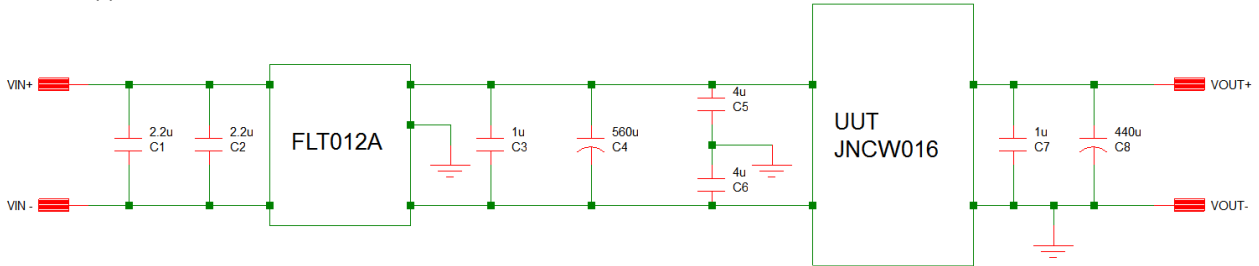 VIN+
VIN -
2.2u
C1
2.2u
C2
FLT012A
1u
C3
560u
C4
4u
C5
4u
C6
UUT
JNCW016
1u
C7
440u
C8
VOUT+
VOUT-